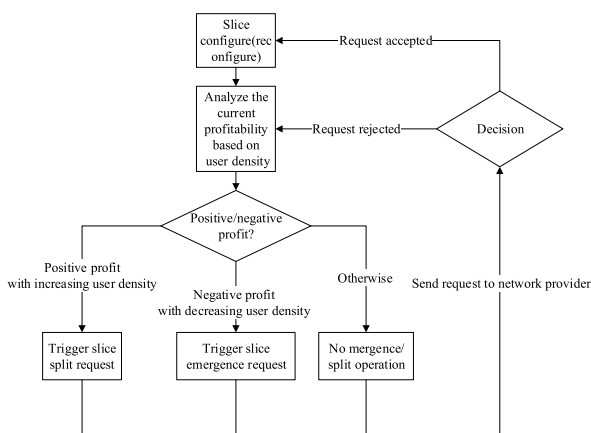 Slice
configure(rec
onfigure)
Request accepted
Analyze the
current
profitability
based on
user density
Request rejected
Decision
Positive/negative
profit?
Positive profit
with increasing user density
Negative profit
with decreasing user density
Otherwise
Send request to network provider
Trigger slice
split request
Trigger slice
emergence request
No mergence/
split operation